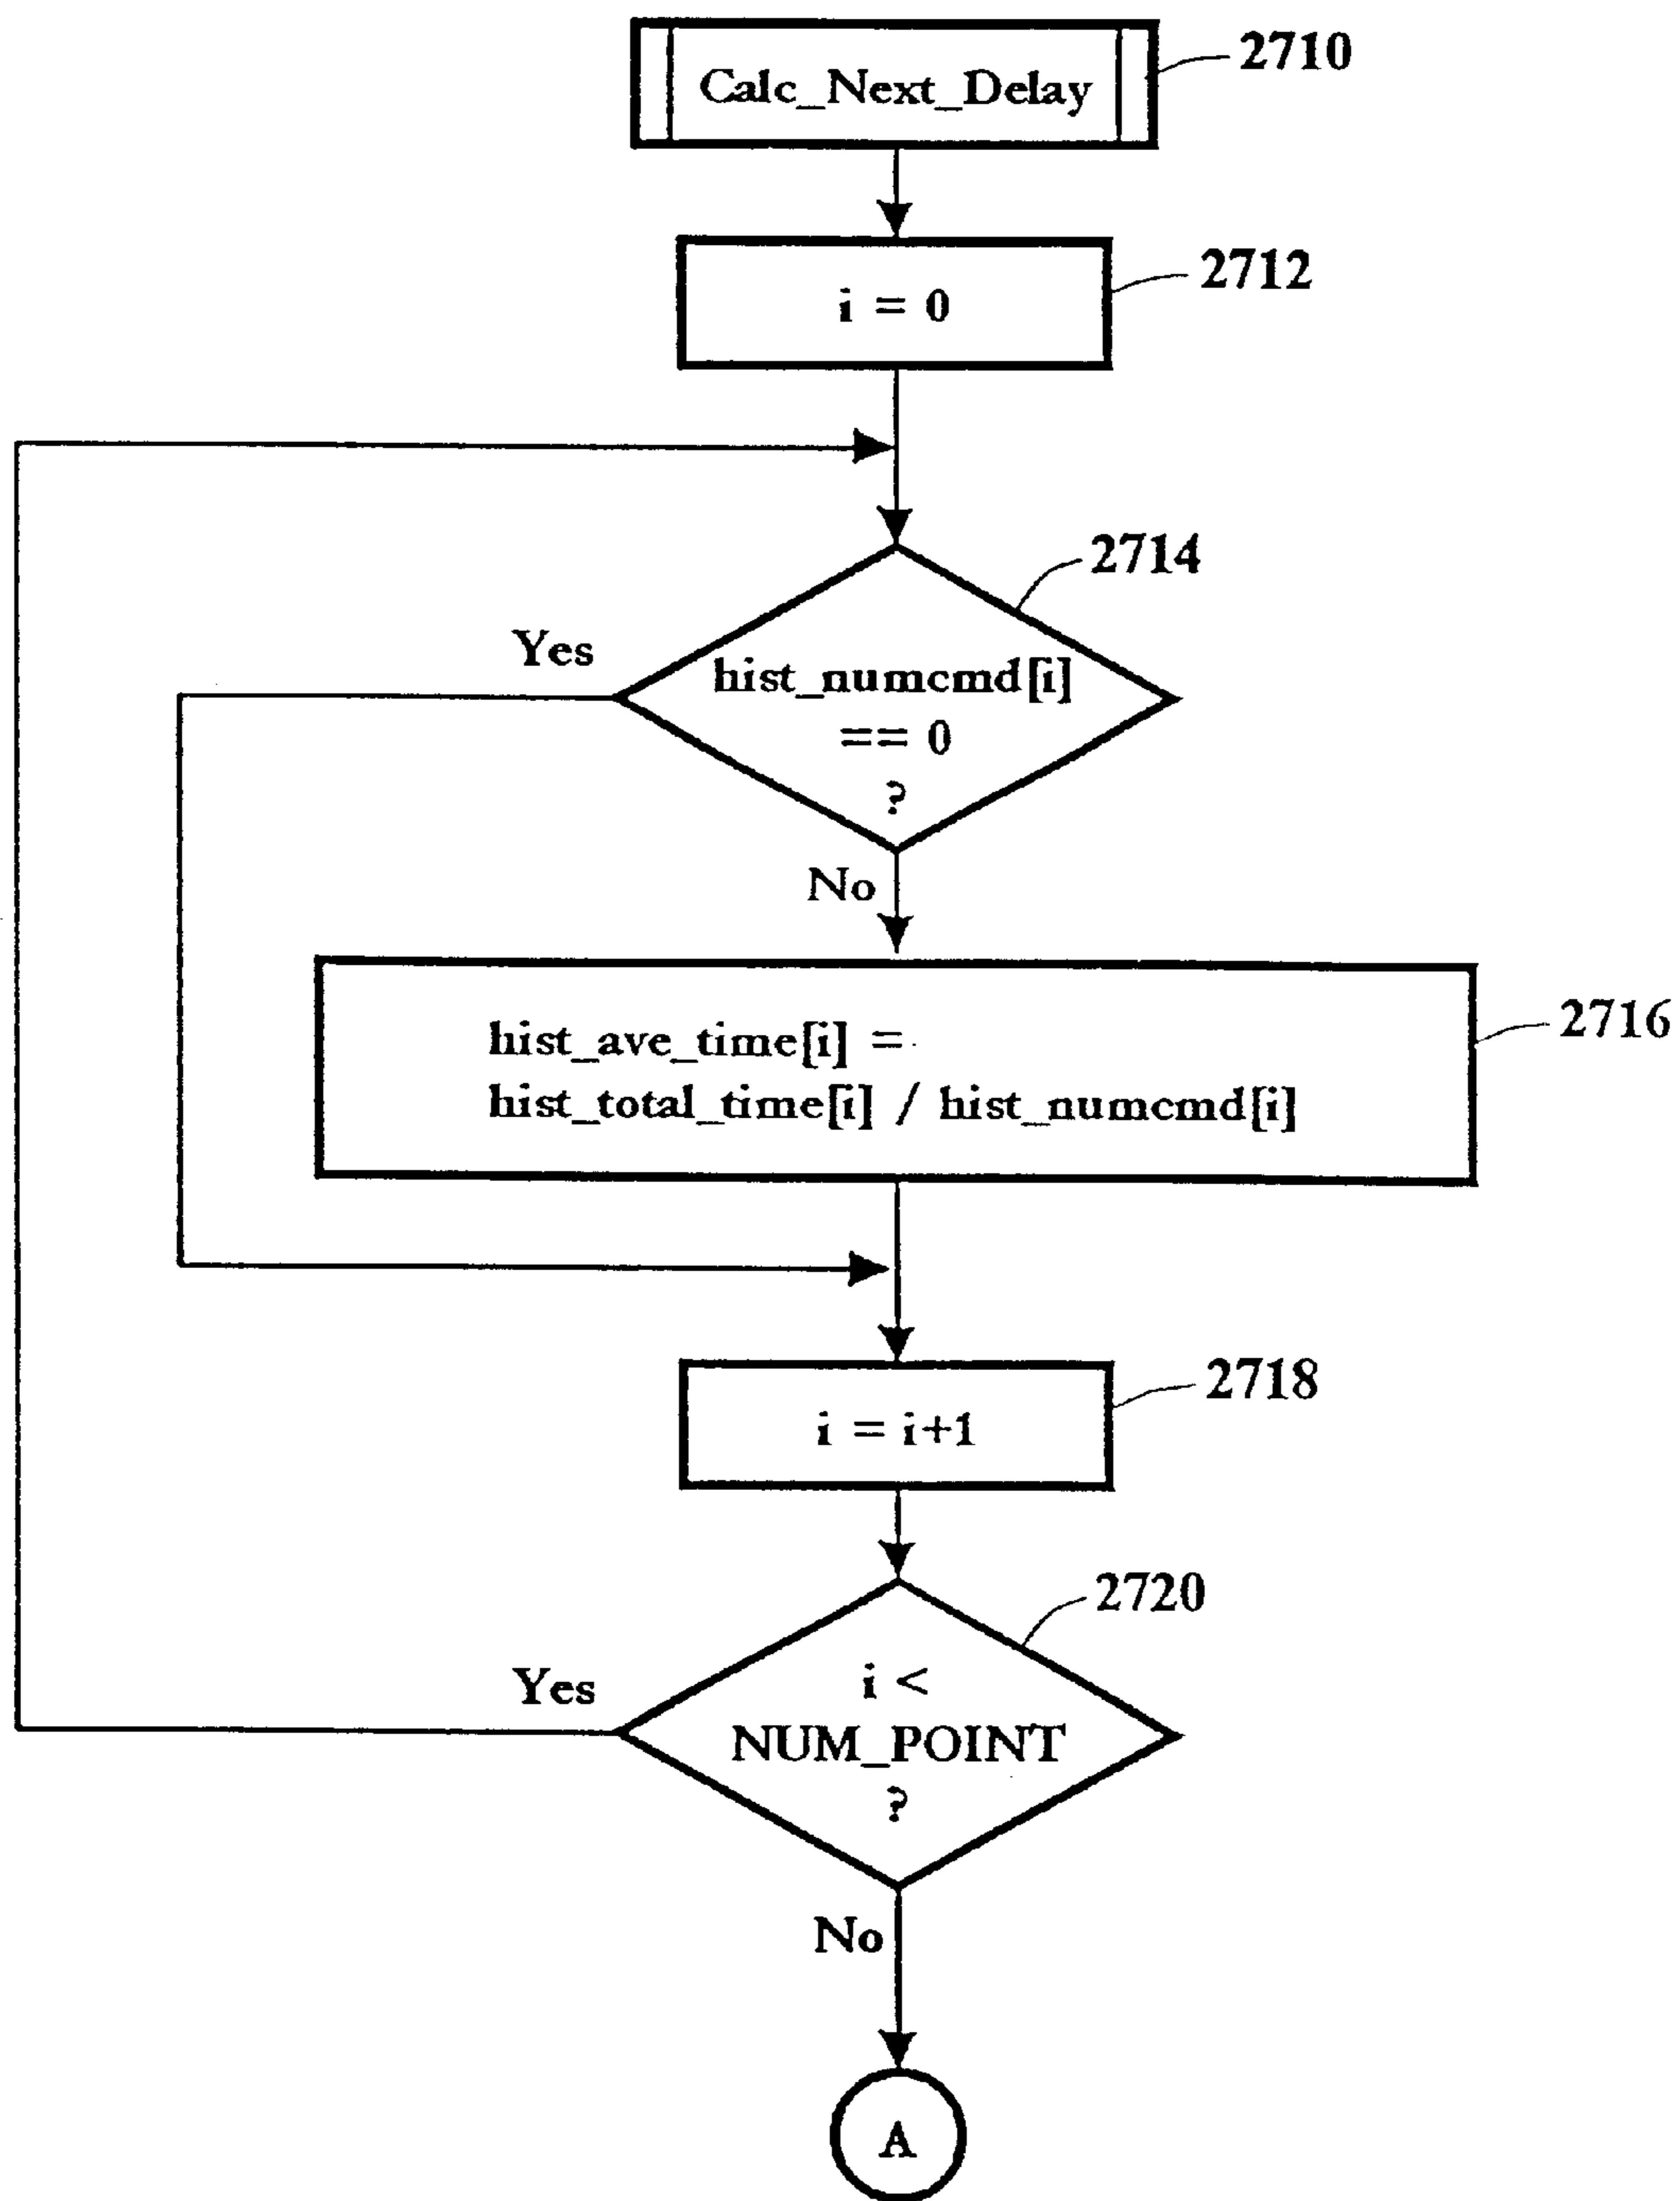 Calc_Next_Delay
2710
i = 0
2712
2714
Yes
hist_numcmd[i]
== 0
?
No
hist_ave_time[i] =
hist_total_time[i] / hist_numcmd[i]
2716
i = i+1
2718
2720
Yes
i <
NUM_POINT
?
No
A